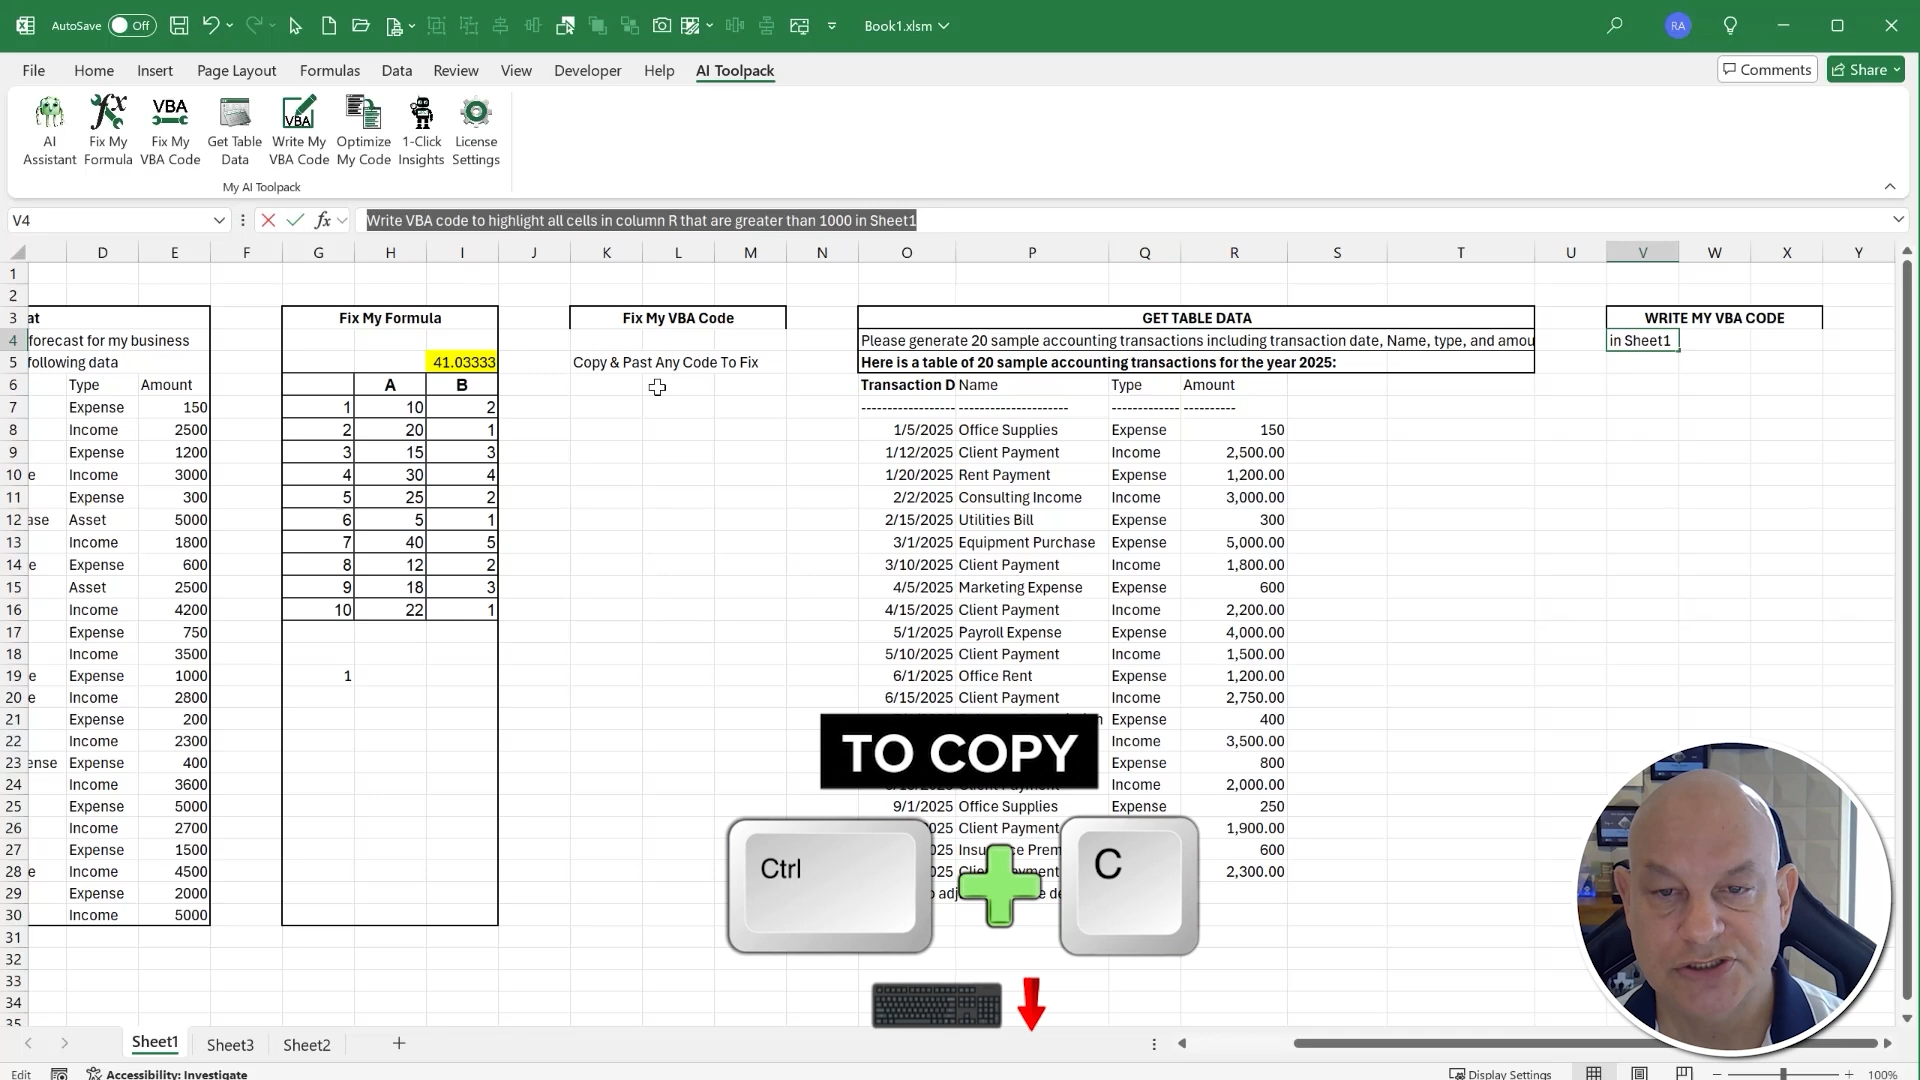 AutoSave Off Book1.xlsm RA
File Home Insert Page Layout Formulas Data Review View Developer Help AI Toolpack Comments Share
AI Assistant
Fix My Formula
VBA Fix My VBA Code
Get Table Data
VBA Write My VBA Code
Optimize My Code
1-Click Insights
License Settings
My AI Toolpack
V4 fx Write VBA code to highlight all cells in column R that are greater than 1000 in Sheet1
D E F G H I J K L M N O P Q R S T U V W X Y
1
2
3 at Fix My Formula Fix My VBA Code GET TABLE DATA WRITE MY VBA CODE
4 forecast for my business Please generate 20 sample accounting transactions including transaction date, Name, type, and amou in Sheet1
5 following data 41.03333 Copy & Past Any Code To Fix Here is a table of 20 sample accounting transactions for the year 2025:
6 Type Amount A B Transaction D Name Type Amount
7 Expense 150 1 10 2 ------------------- --------------------- ------------- ----------
8 Income 2500 2 20 1 1/5/2025 Office Supplies Expense 150
9 Expense 1200 3 15 3 1/12/2025 Client Payment Income 2,500.00
10 e Income 3000 4 30 4 1/20/2025 Rent Payment Expense 1,200.00
11 Expense 300 5 25 2 2/2/2025 Consulting Income Income 3,000.00
12 ase Asset 5000 6 5 1 2/15/2025 Utilities Bill Expense 300
13 Income 1800 7 40 5 3/1/2025 Equipment Purchase Expense 5,000.00
14 e Expense 600 8 12 2 3/10/2025 Client Payment Income 1,800.00
15 Asset 2500 9 18 3 4/5/2025 Marketing Expense Expense 600
16 Income 4200 10 22 1 4/15/2025 Client Payment Income 2,200.00
17 Expense 750 5/1/2025 Payroll Expense Expense 4,000.00
18 Income 3500 5/10/2025 Client Payment Income 1,500.00
19 e Expense 1000 1 6/1/2025 Office Rent Expense 1,200.00
20 e Income 2800 6/15/2025 Client Payment Income 2,750.00
21 Expense 200 Expense 400
22 Income 2300 Income 3,500.00
23 ense Expense 400 Expense 800
24 Income 3600 Income 2,000.00
25 Expense 5000 9/1/2025 Office Supplies Expense 250
26 Income 2700 025 Client Payment 1,900.00
27 Expense 1500 025 Insu ce Prem 600
28 e Income 4500 025 2,300.00
29 Expense 2000
30 Income 5000
31
32
33
34
35
TO COPY
Ctrl C
Sheet1 Sheet3 Sheet2
Edit Accessibility: Investigate Display Settings 100%